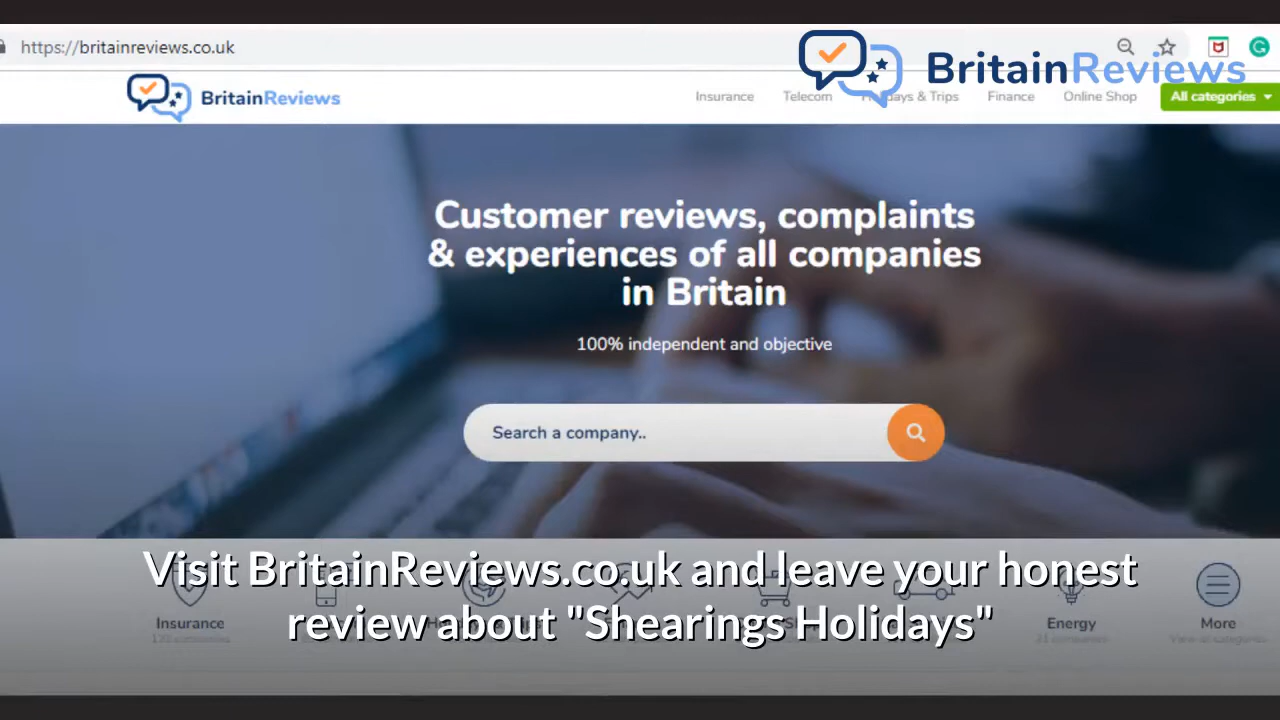 https://britainreviews.co.uk
BritainReviews
BritainReviews
Insurance Telecom & Trips Finance Online Shop All categories
Customer reviews, complaints
& experiences of all companies
in Britain
100% independent and objective
Search a company..
Visit BritainReviews.co.uk and leave your honest
review about "Shearings Holidays"
Insurance Energy More